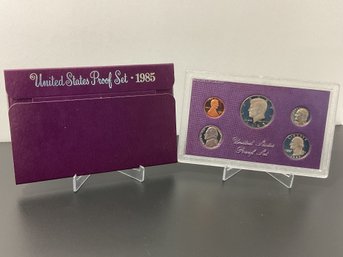 United States Proof Set · 1985
United States
Proof Set